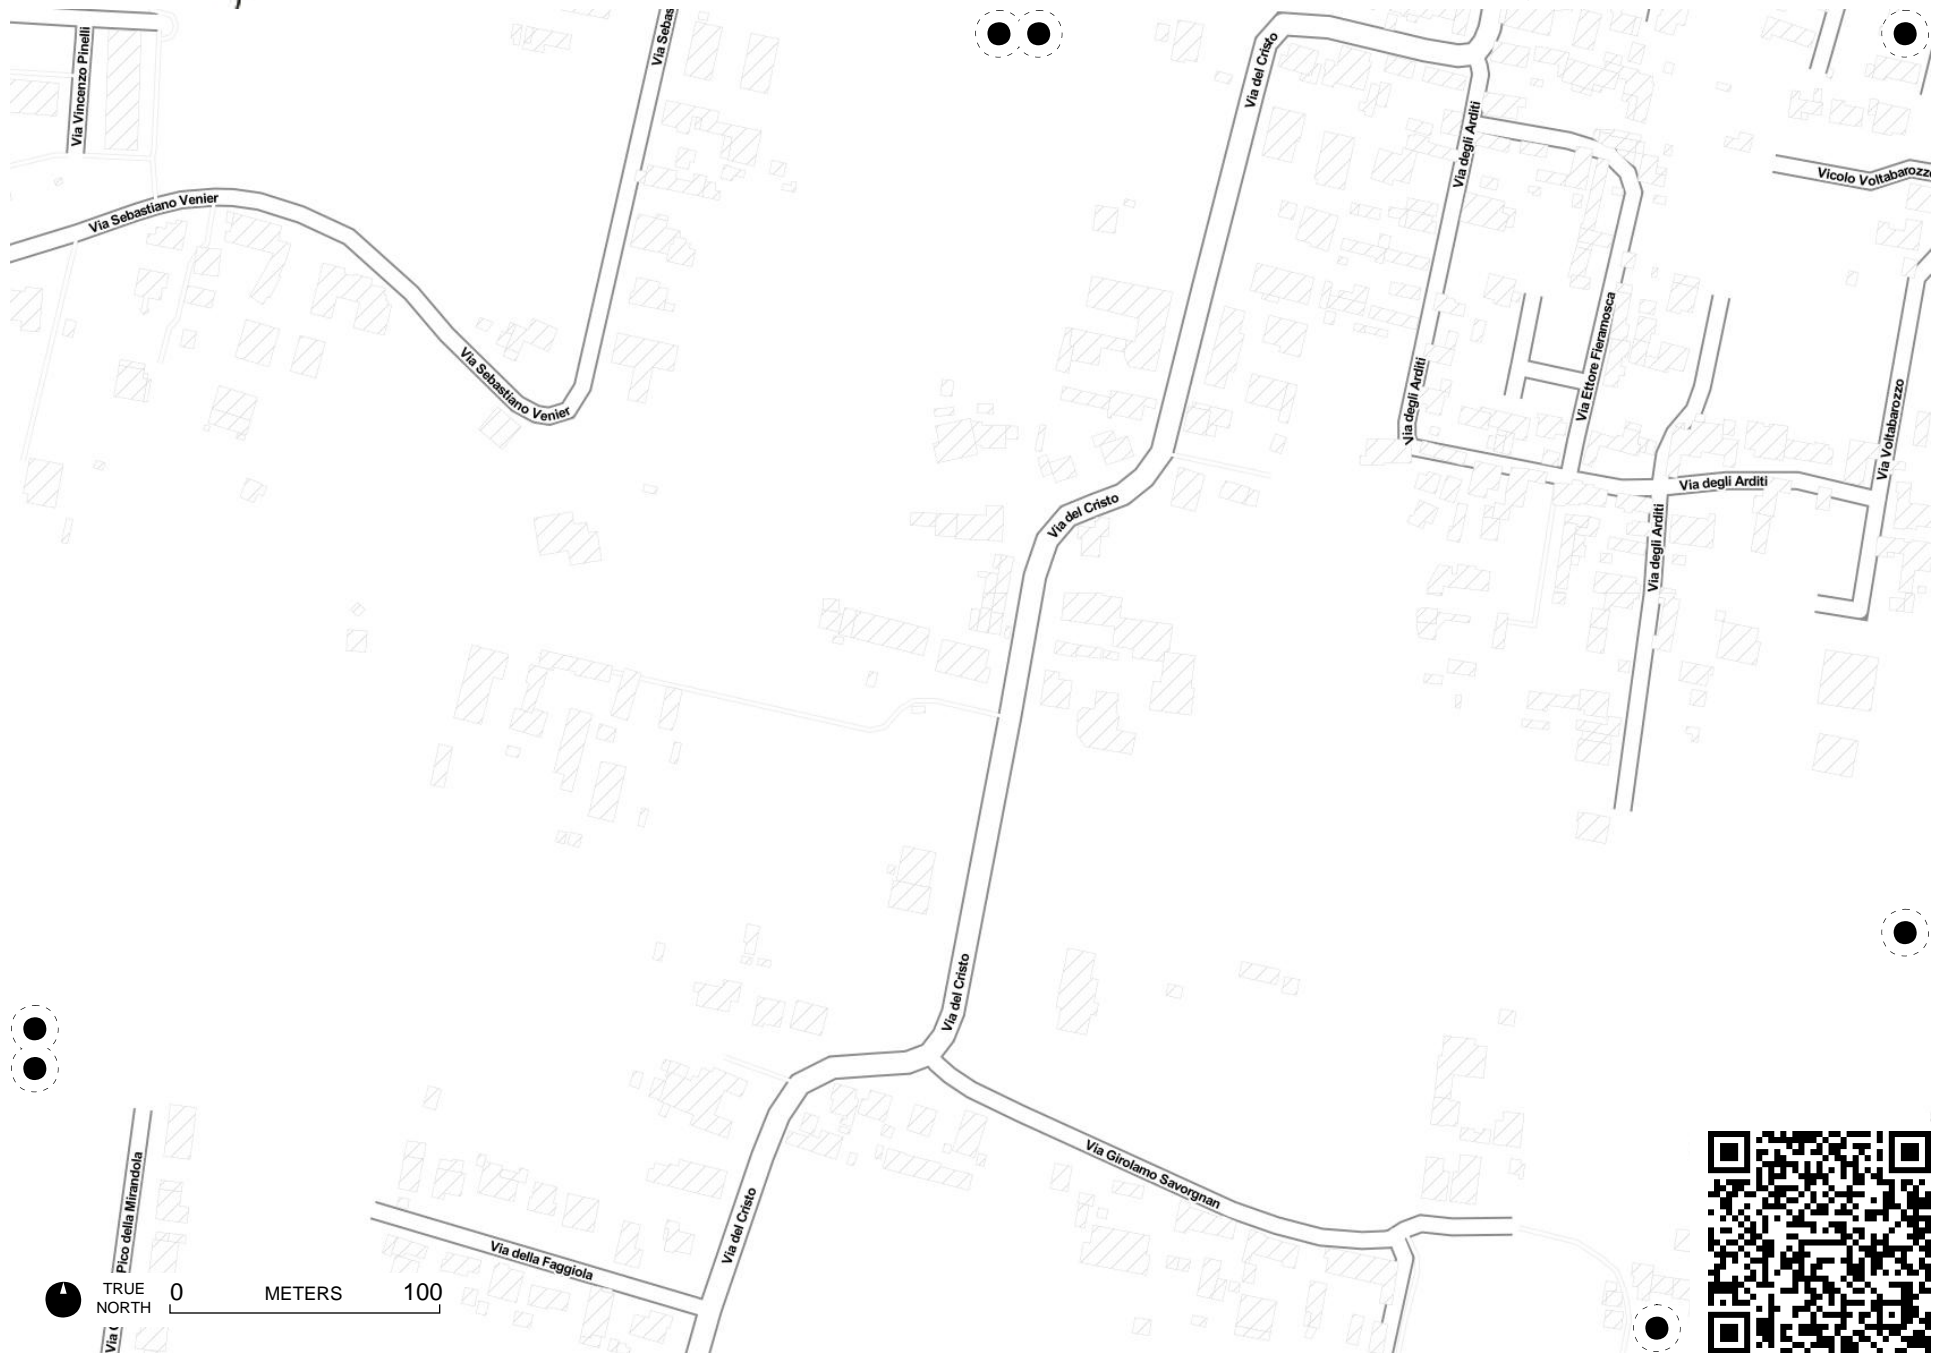 Via Vincenzo Pinelli
Via Sebas
Via del Cristo
Via degli Arditi
Vicolo Voltabarozzo
Via Sebastiano Venier
Via Sebastiano Venier
Via Ettore Fieramosca
Via degli Arditi
Via Voltabarozzo
Via degli Arditi
Via del Cristo
Via degli Arditi
Via del Cristo
Via Girolamo Savorgnan
Via del Cristo
Pico della Mirandola
Via della Faggiola
TRUE
NORTH
0 METERS 100